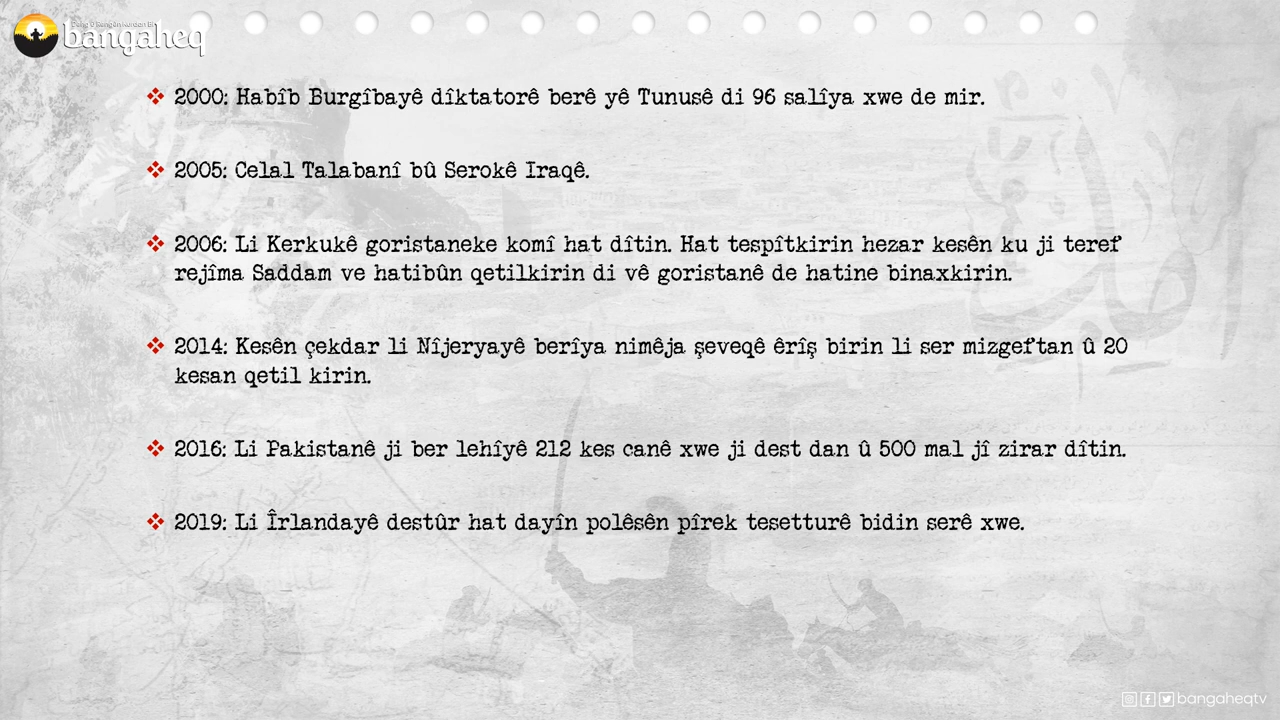 Deng û Dengên Kurdan Bi
bangaheq
2000: Habîb Burgîbayê dîktatorê berê yê Tunusê di 96 salîya xwe de mir.
2005: Celal Talabanî bû Serokê Iraqê.
2006: Li Kerkukê goristaneke komî hat dîtin. Hat tespîtkirin hezar kesên ku ji teref
rejîma Saddam ve hatibûn qetilkirin di vê goristanê de hatine binaxkirin.
2014: Kesên çekdar li Nîjeryayê berîya nimêja şeveqê êrîş birin li ser mizgeftan û 20
kesan qetil kirin.
2016: Li Pakistanê ji ber lehîyê 212 kes canê xwe ji dest dan û 500 mal jî zirar dîtin.
2019: Li Îrlandayê destûr hat dayîn polêsên pîrek tesetturê bidin serê xwe.
bangaheqtv